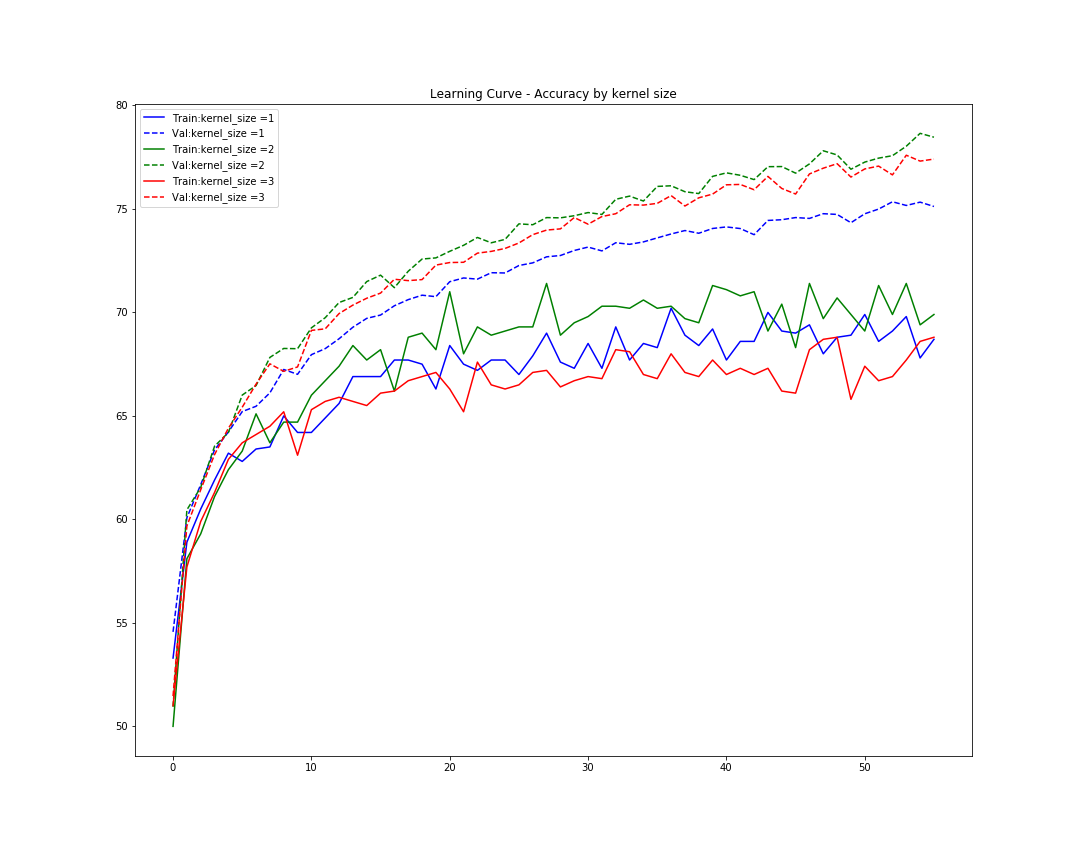 Learning Curve - Accuracy by kernel size
80
75
70
65
60
55
50
Train:kernel_size =1
Val:kernel_size =1
Train:kernel_size =2
Val:kernel_size =2
Train:kernel_size =3
Val:kernel_size =3
0 10 20 30 40 50